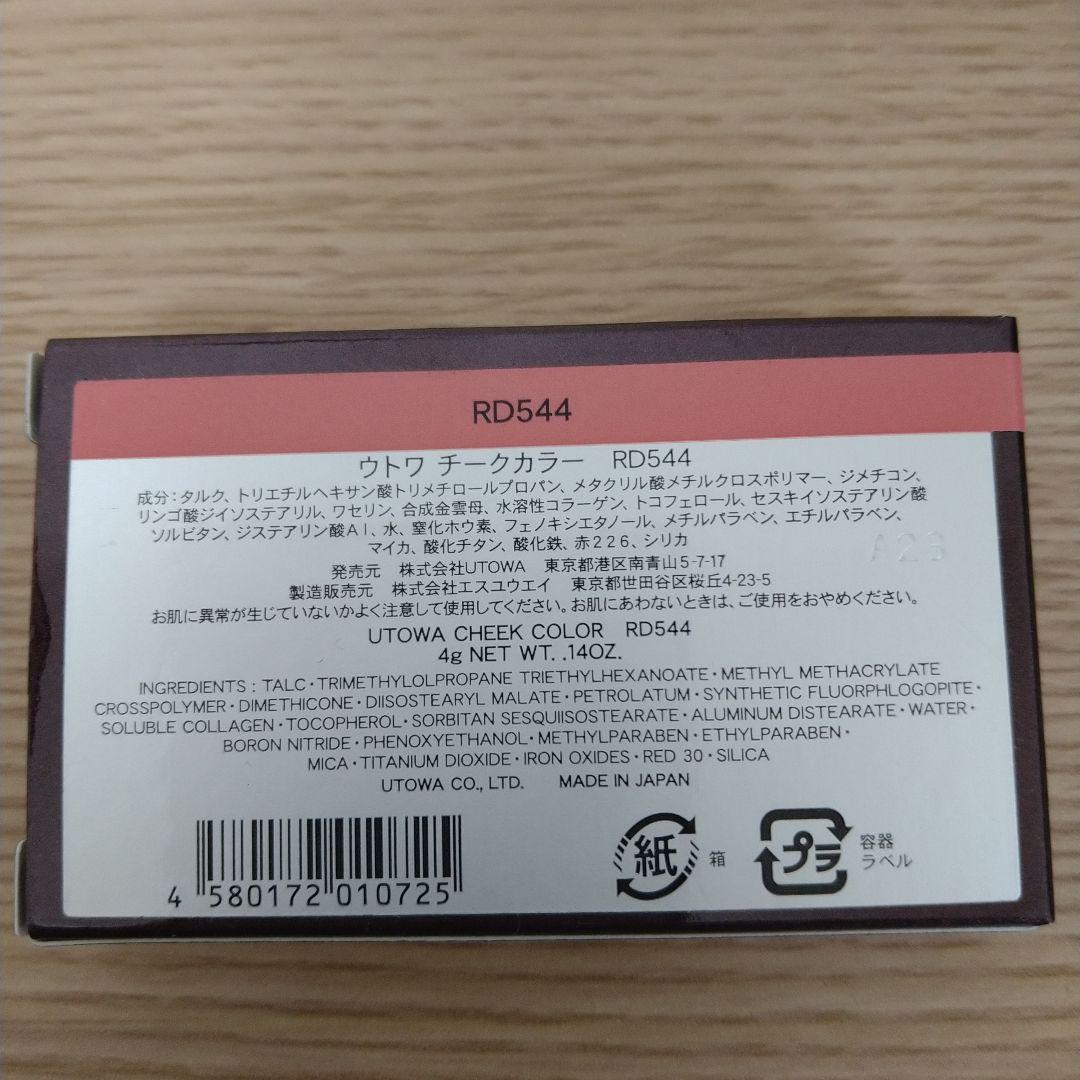 RD544
ウトワ チークカラー RD544
成分：タルク、トリエチルヘキサン酸トリメチロールプロパン、メタクリル酸メチルクロスポリマー、ジメチコン、
リンゴ酸ジイソステアリル、ワセリン、合成金雲母、水溶性コラーゲン、トコフェロール、セスキイソステアリン酸
ソルビタン、ジステアリン酸Ａｌ、水、窒化ホウ素、フェノキシエタノール、メチルパラベン、エチルパラベン、
マイカ、酸化チタン、酸化鉄、赤２２６、シリカ
発売元 株式会社UTOWA 東京都港区南青山5-7-17
製造販売元 株式会社エスユウエイ 東京都世田谷区桜丘4-23-5
お肌に異常が生じていないかよく注意して使用してください。お肌にあわないときは、ご使用をおやめください。
UTOWA CHEEK COLOR RD544
4g NET WT. .14OZ.
INGREDIENTS : TALC・TRIMETHYLOLPROPANE TRIETHYLHEXANOATE・METHYL METHACRYLATE
CROSSPOLYMER・DIMETHICONE・DIISOSTEARYL MALATE・PETROLATUM・SYNTHETIC FLUORPHLOGOPITE・
SOLUBLE COLLAGEN・TOCOPHEROL・SORBITAN SESQUIISOSTEARATE・ALUMINUM DISTEARATE・WATER・
BORON NITRIDE・PHENOXYETHANOL・METHYLPARABEN・ETHYLPARABEN・
MICA・TITANIUM DIOXIDE・IRON OXIDES・RED 30・SILICA
UTOWA CO., LTD. MADE IN JAPAN
4 580172 010725
紙 箱
プラ 容器
ラベル